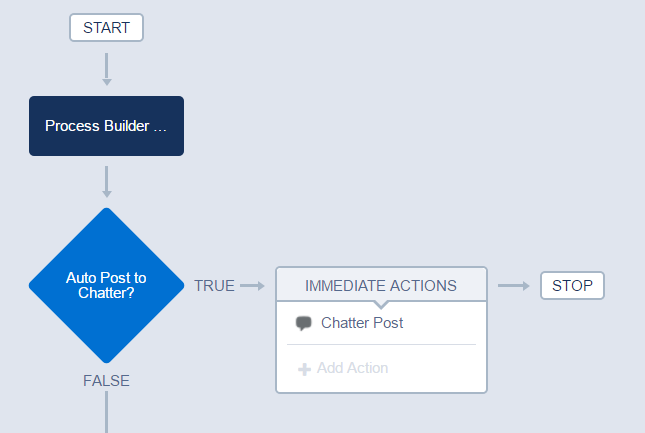 START
Process Builder ...
Auto Post to
Chatter?
TRUE
IMMEDIATE ACTIONS
Chatter Post
Add Action
STOP
FALSE